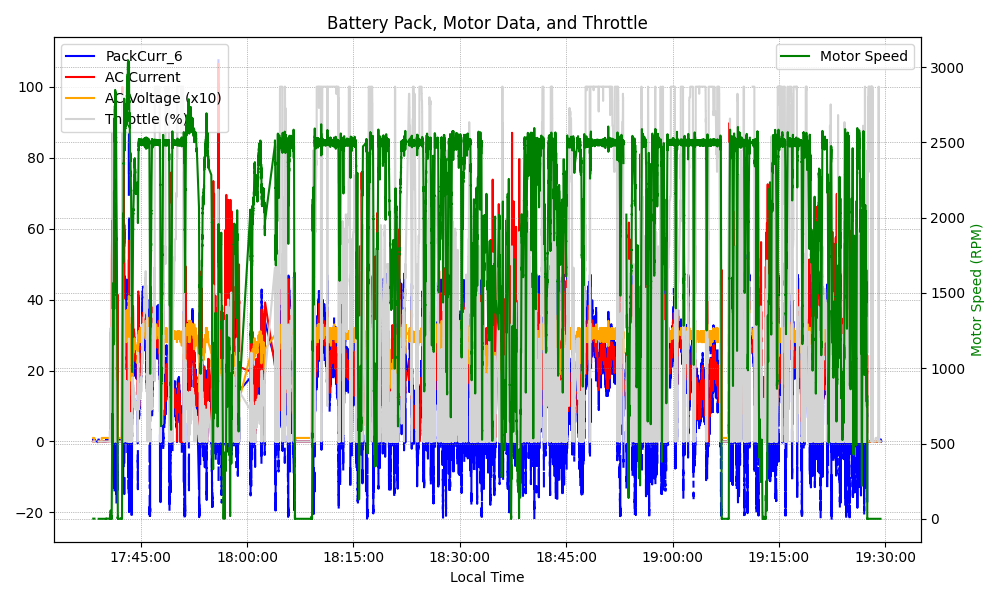 Battery Pack, Motor Data, and Throttle
PackCurr_6
AC Current
AC Voltage (x10)
Throttle (%)
Motor Speed
100
80
60
40
20
0
−20
3000
2500
2000
1500
1000
500
0
Motor Speed (RPM)
17:45:00
18:00:00
18:15:00
18:30:00
18:45:00
19:00:00
19:15:00
19:30:00
Local Time